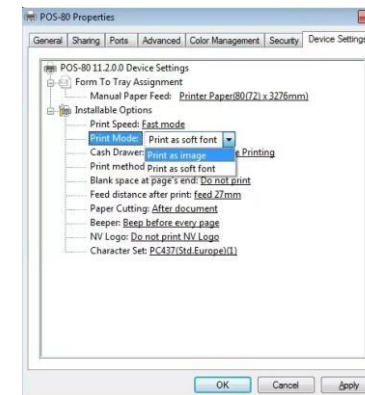 POS-80 Properties
General Sharing Ports Advanced Color Management Security Device Settings
POS-80 11.2.0.0 Device Settings
Form To Tray Assignment
Manual Paper Feed: Printer Paper(80(72) x 3276mm)
Installable Options
Print Speed: Fast mode
Print Mode: Print as soft font
Cash Drawer: Print as image e Printing
Print method Print as soft font
Blank space at page's end: Do not print
Feed distance after print: feed 27mm
Paper Cutting: After document
Beeper: Beep before every page
NV Logo: Do not print NV Logo
Character Set: PC437(Std.Europe)(1)
OK Cancel Apply